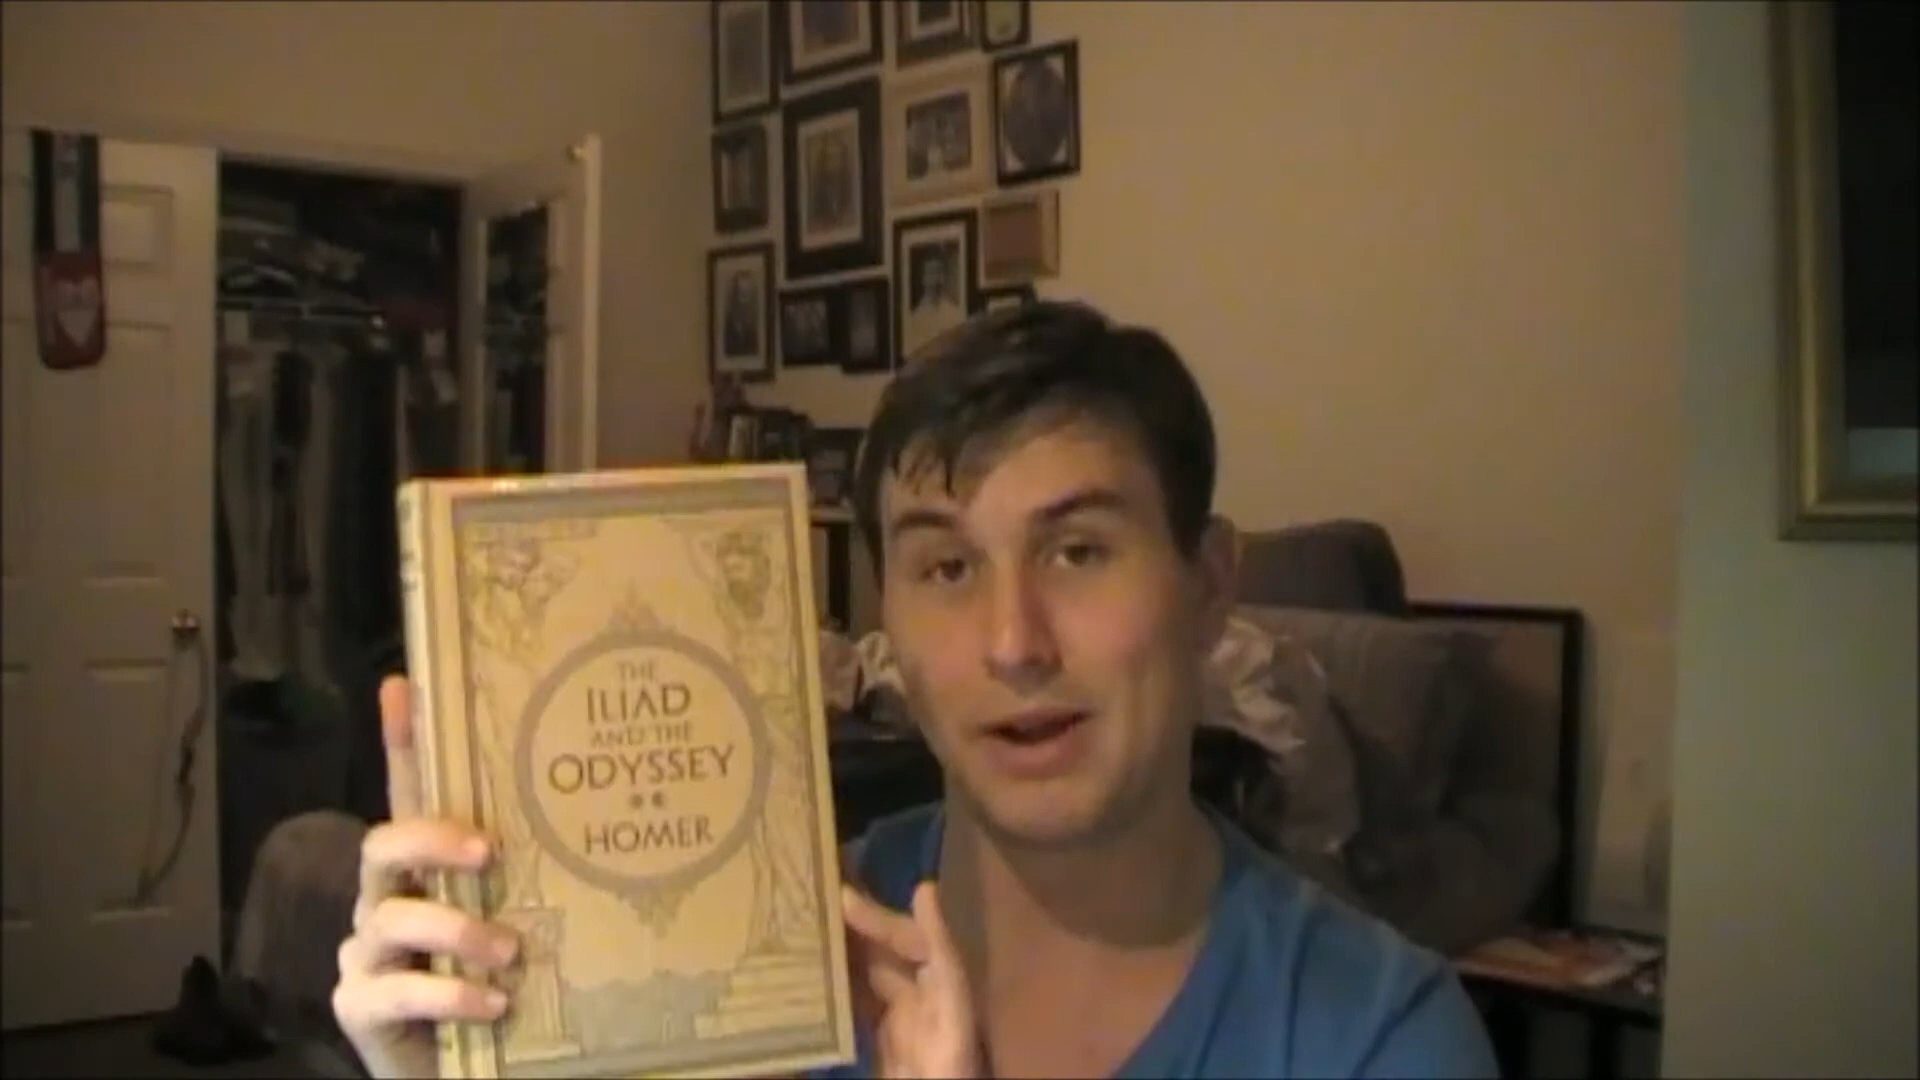 THE
ILIAD
AND THE
ODYSSEY
HOMER